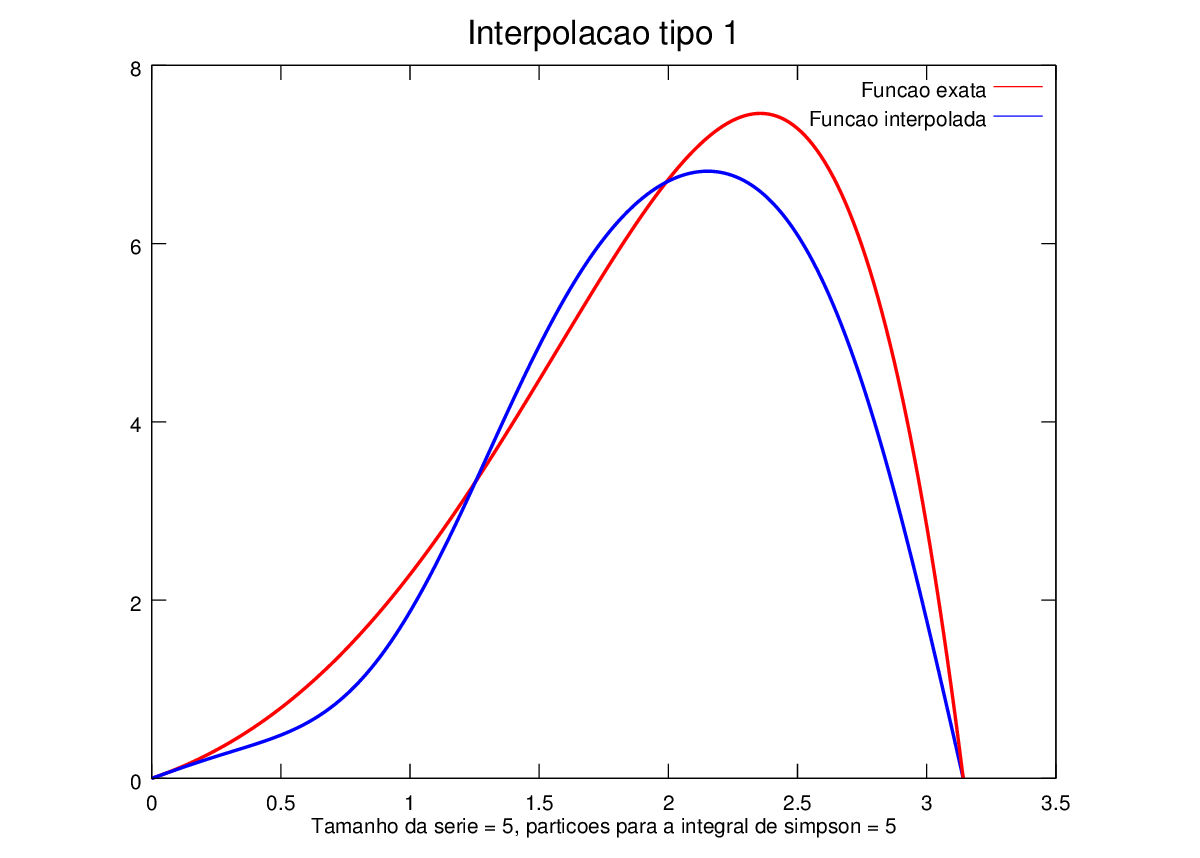 Interpolacao tipo 1
Funcao exata
Funcao interpolada
8
6
4
2
0
0 0.5 1 1.5 2 2.5 3 3.5
Tamanho da serie = 5, particoes para a integral de simpson = 5